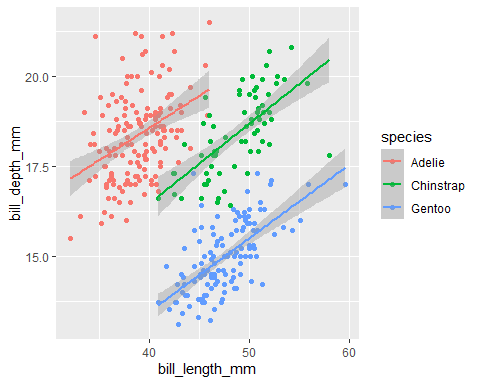 20.0
17.5
15.0
bill_depth_mm
40
50
60
bill_length_mm
species
Adelie
Chinstrap
Gentoo